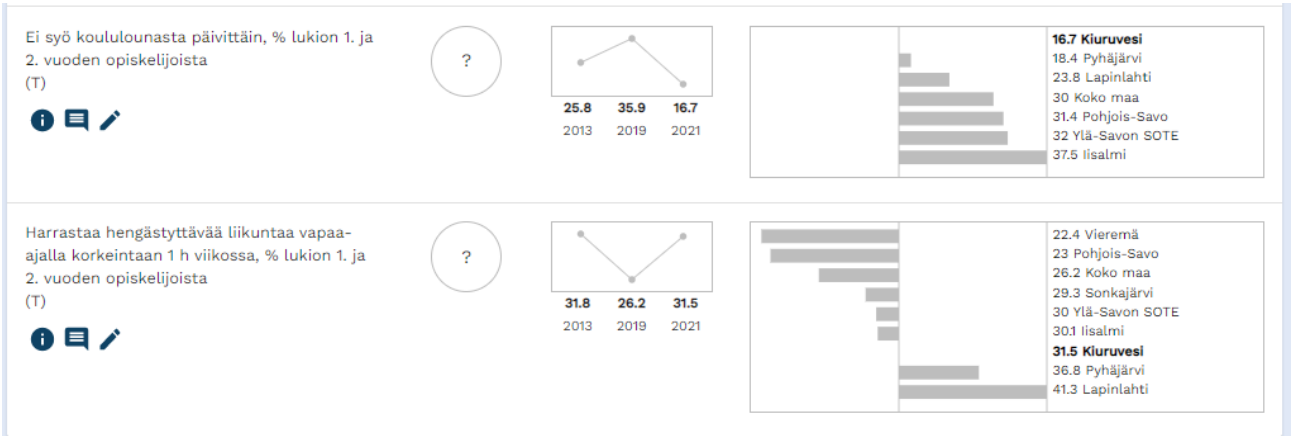 Ei syö koululounasta päivittäin, % lukion 1. ja
2. vuoden opiskelijoista
(T)
?
25.8 35.9 16.7
2013 2019 2021
16.7 Kiuruvesi
18.4 Pyhäjärvi
23.8 Lapinlahti
30 Koko maa
31.4 Pohjois-Savo
32 Ylä-Savon SOTE
37.5 Iisalmi
Harrastaa hengästyttävää liikuntaa vapaa-
ajalla korkeintaan 1 h viikossa, % lukion 1. ja
2. vuoden opiskelijoista
(T)
?
31.8 26.2 31.5
2013 2019 2021
22.4 Vieremä
23 Pohjois-Savo
26.2 Koko maa
29.3 Sonkajärvi
30 Ylä-Savon SOTE
30.1 Iisalmi
31.5 Kiuruvesi
36.8 Pyhäjärvi
41.3 Lapinlahti